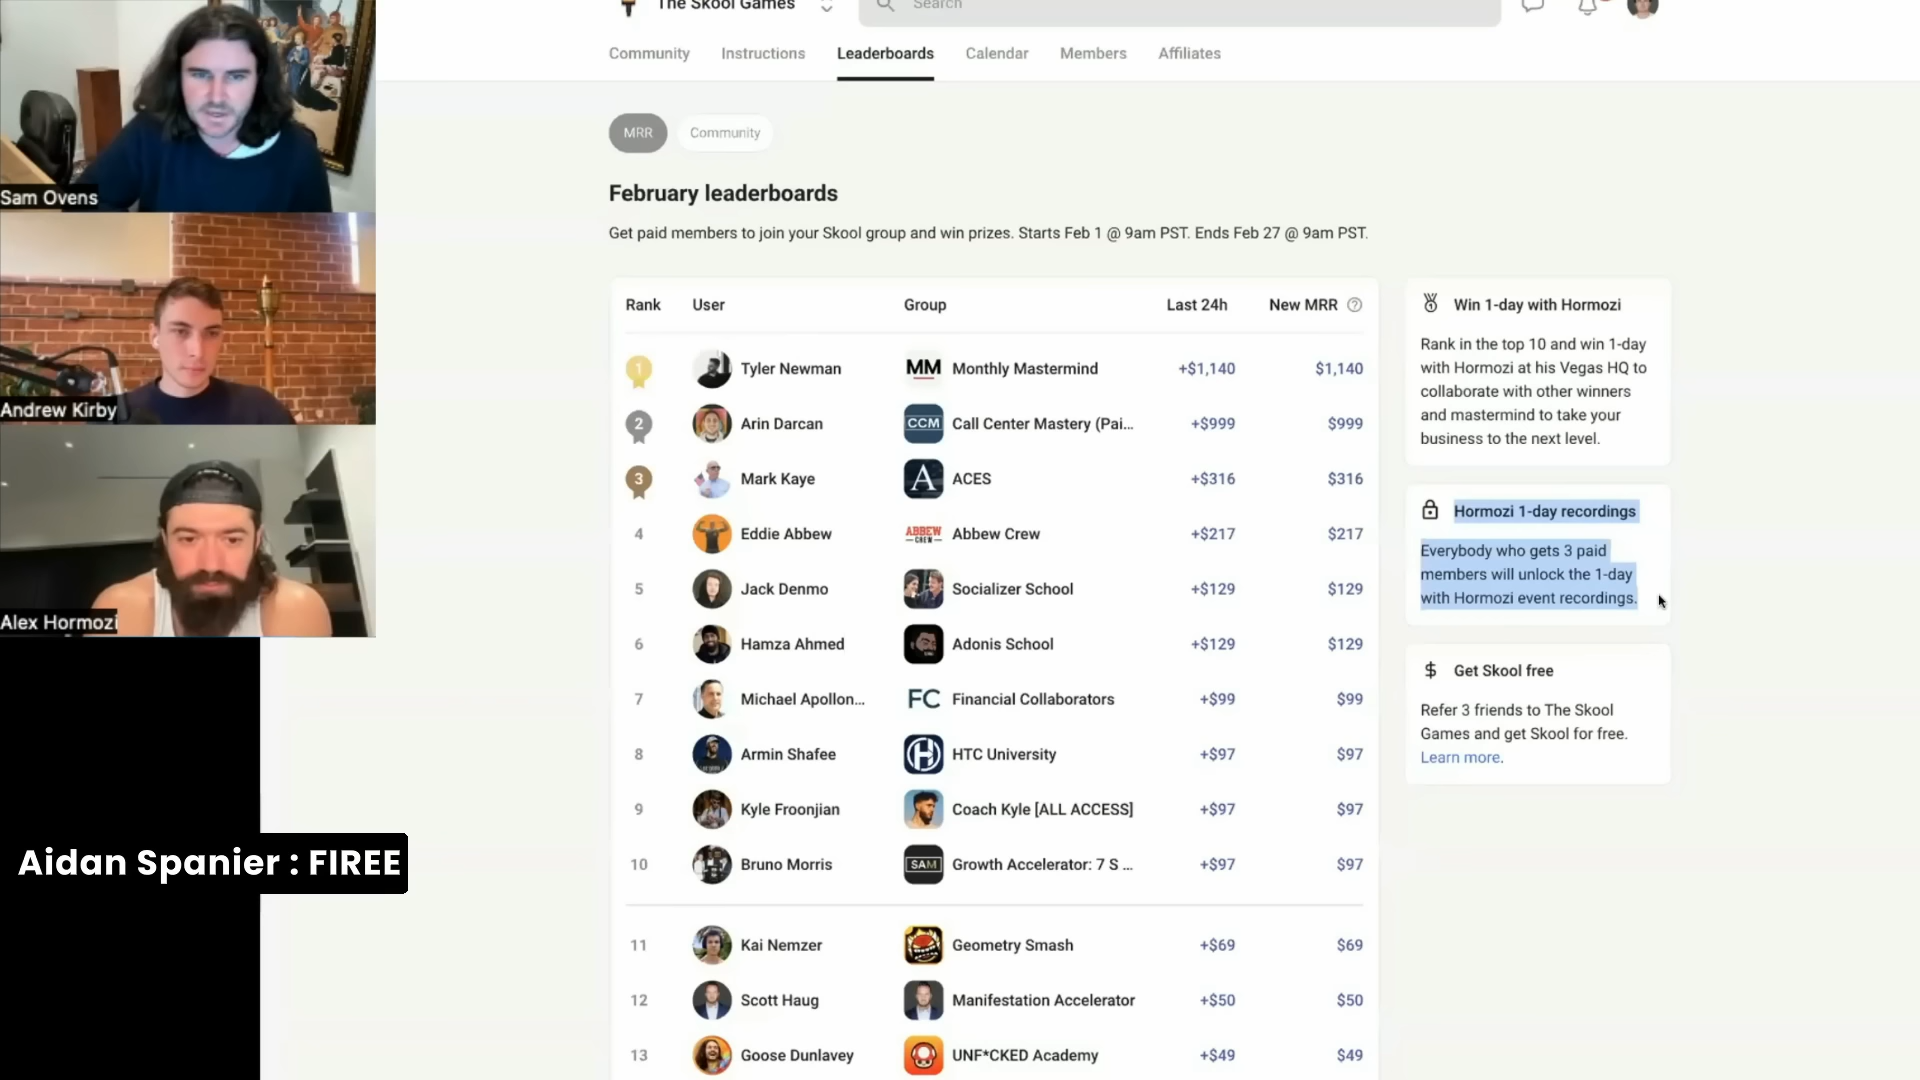 Sam Ovens
Andrew Kirby
Alex Hormozi
Aidan Spanier : FIREE
The Skool Games
Search
Community Instructions Leaderboards Calendar Members Affiliates
MRR Community
February leaderboards
Get paid members to join your Skool group and win prizes. Starts Feb 1 @ 9am PST. Ends Feb 27 @ 9am PST.
Rank User Group Last 24h New MRR ?
1 Tyler Newman MM Monthly Mastermind +$1,140 $1,140
2 Arin Darcan CCM Call Center Mastery (Pai... +$999 $999
3 Mark Kaye A ACES +$316 $316
4 Eddie Abbew ABBEW CREW Abbew Crew +$217 $217
5 Jack Denmo Socializer School +$129 $129
6 Hamza Ahmed Adonis School +$129 $129
7 Michael Apollon... FC Financial Collaborators +$99 $99
8 Armin Shafee H HTC University +$97 $97
9 Kyle Froonjian Coach Kyle [ALL ACCESS] +$97 $97
10 Bruno Morris SAM Growth Accelerator: 7 S ... +$97 $97
11 Kai Nemzer Geometry Smash +$69 $69
12 Scott Haug Manifestation Accelerator +$50 $50
13 Goose Dunlavey UNF*CKED Academy +$49 $49
Win 1-day with Hormozi
Rank in the top 10 and win 1-day
with Hormozi at his Vegas HQ to
collaborate with other winners
and mastermind to take your
business to the next level.
Hormozi 1-day recordings
Everybody who gets 3 paid
members will unlock the 1-day
with Hormozi event recordings.
$ Get Skool free
Refer 3 friends to The Skool
Games and get Skool for free.
Learn more.